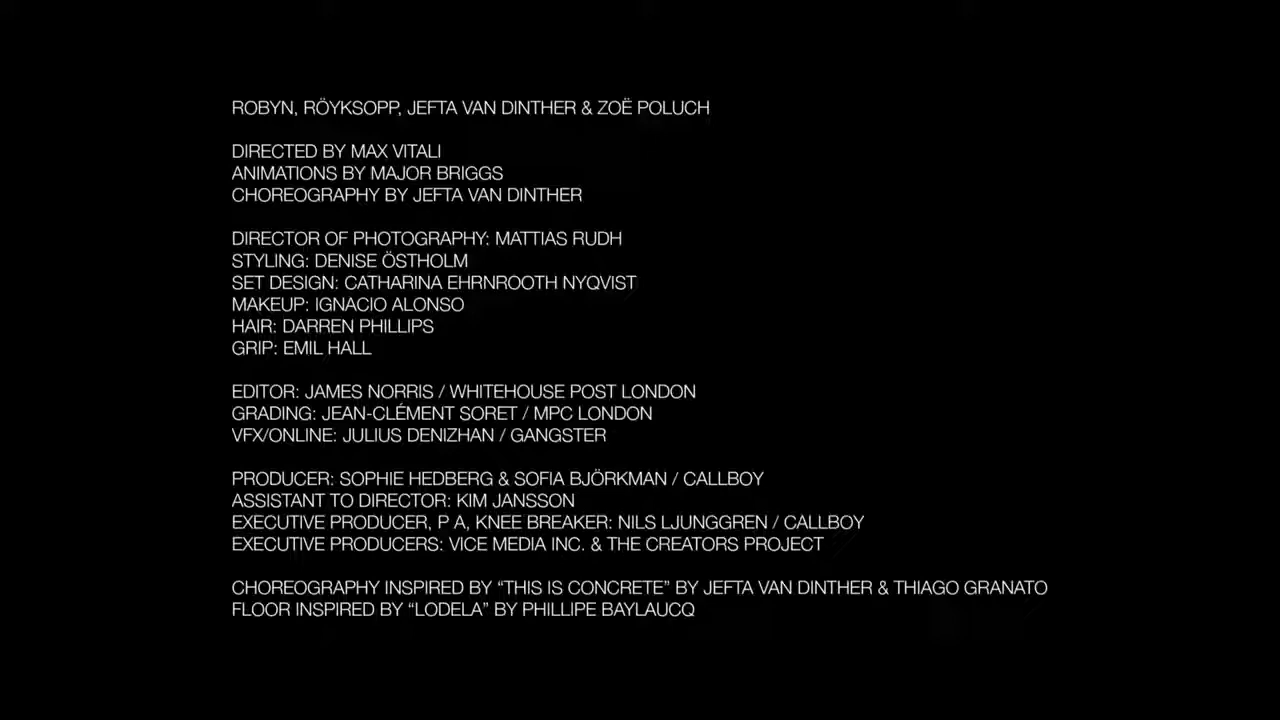 ROBYN, RÖYKSOPP, JEFTA VAN DINTHER & ZOË POLUCH
DIRECTED BY MAX VITALI
ANIMATIONS BY MAJOR BRIGGS
CHOREOGRAPHY BY JEFTA VAN DINTHER
DIRECTOR OF PHOTOGRAPHY: MATTIAS RUDH
STYLING: DENISE ÖSTHOLM
SET DESIGN: CATHARINA EHRNROOTH NYQVIST
MAKEUP: IGNACIO ALONSO
HAIR: DARREN PHILLIPS
GRIP: EMIL HALL
EDITOR: JAMES NORRIS / WHITEHOUSE POST LONDON
GRADING: JEAN-CLÉMENT SORET / MPC LONDON
VFX/ONLINE: JULIUS DENIZHAN / GANGSTER
PRODUCER: SOPHIE HEDBERG & SOFIA BJÖRKMAN / CALLBOY
ASSISTANT TO DIRECTOR: KIM JANSSON
EXECUTIVE PRODUCER, P A, KNEE BREAKER: NILS LJUNGGREN / CALLBOY
EXECUTIVE PRODUCERS: VICE MEDIA INC. & THE CREATORS PROJECT
CHOREOGRAPHY INSPIRED BY “THIS IS CONCRETE” BY JEFTA VAN DINTHER & THIAGO GRANATO
FLOOR INSPIRED BY “LODELA” BY PHILLIPE BAYLAUCQ